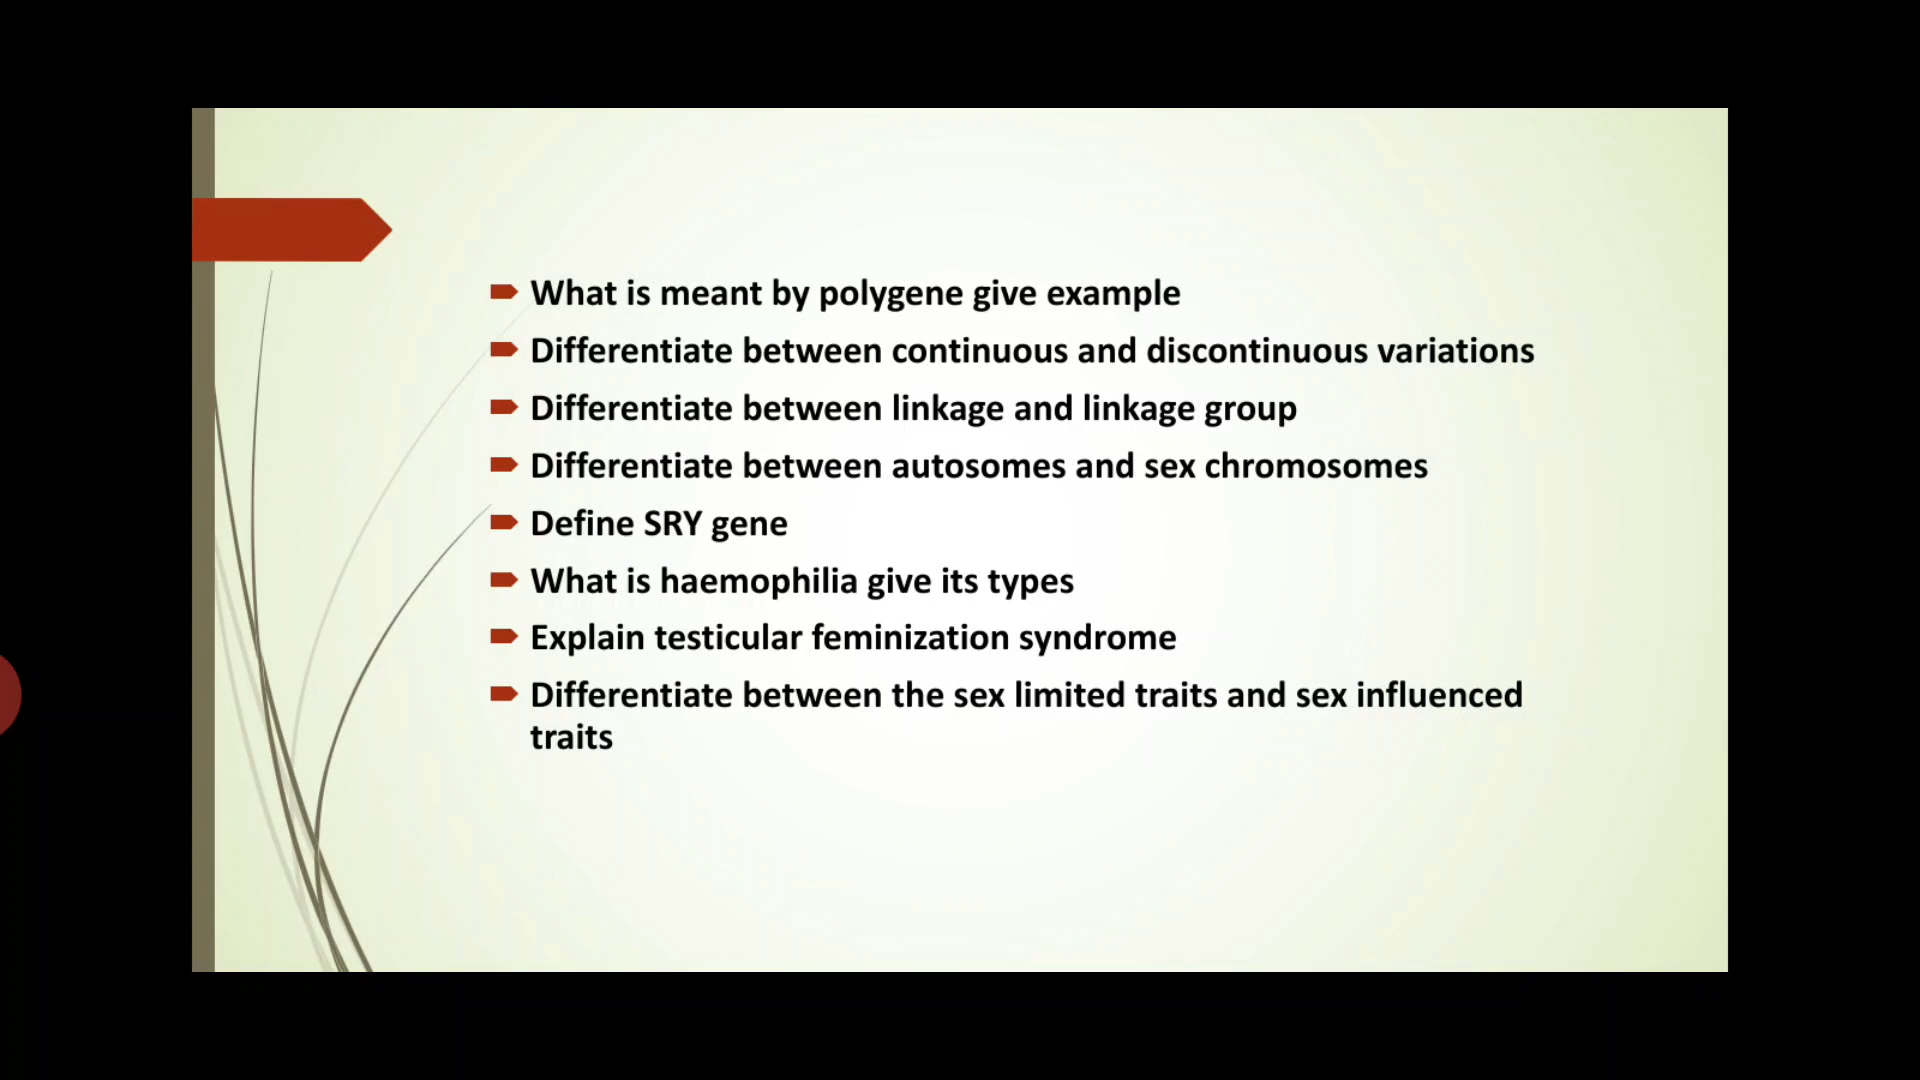 What is meant by polygene give example
Differentiate between continuous and discontinuous variations
Differentiate between linkage and linkage group
Differentiate between autosomes and sex chromosomes
Define SRY gene
What is haemophilia give its types
Explain testicular feminization syndrome
Differentiate between the sex limited traits and sex influenced
traits